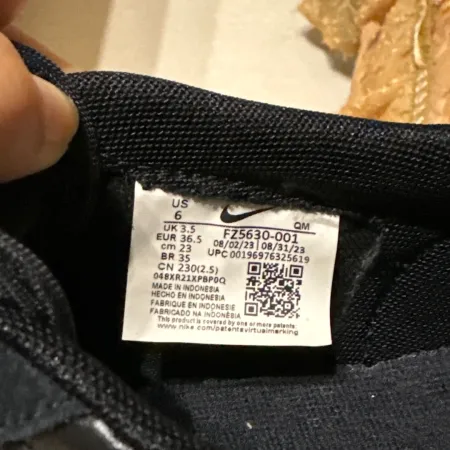 US
6
QM
UK 3.5
EUR 36.5
cm 23
BR 35
CN 230(2.5)
FZ5630-001
08/02/23 08/31/23
UPC 00196976325619
048XR21XPBP0Q
MADE IN INDONESIA
HECHO EN INDONESIA
FABRIQUE EN INDONESIE
FABRICADO NA INDONÉSIA
This product is covered by one or more patents.
www.nike.com/patentsvirtualmarking